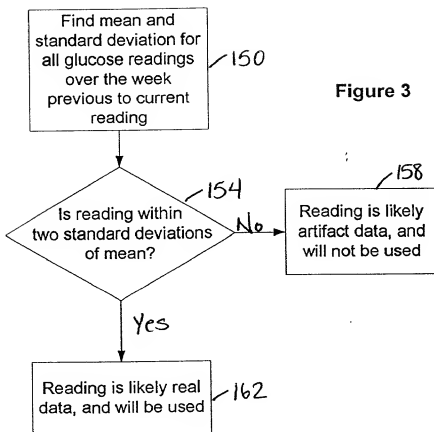 Find mean and
standard deviation for
all glucose readings
over the week
previous to current
reading
150
Figure 3
154
Is reading within
two standard deviations
of mean?
No
158
Reading is likely
artifact data, and
will not be used
Yes
Reading is likely real
data, and will be used
162